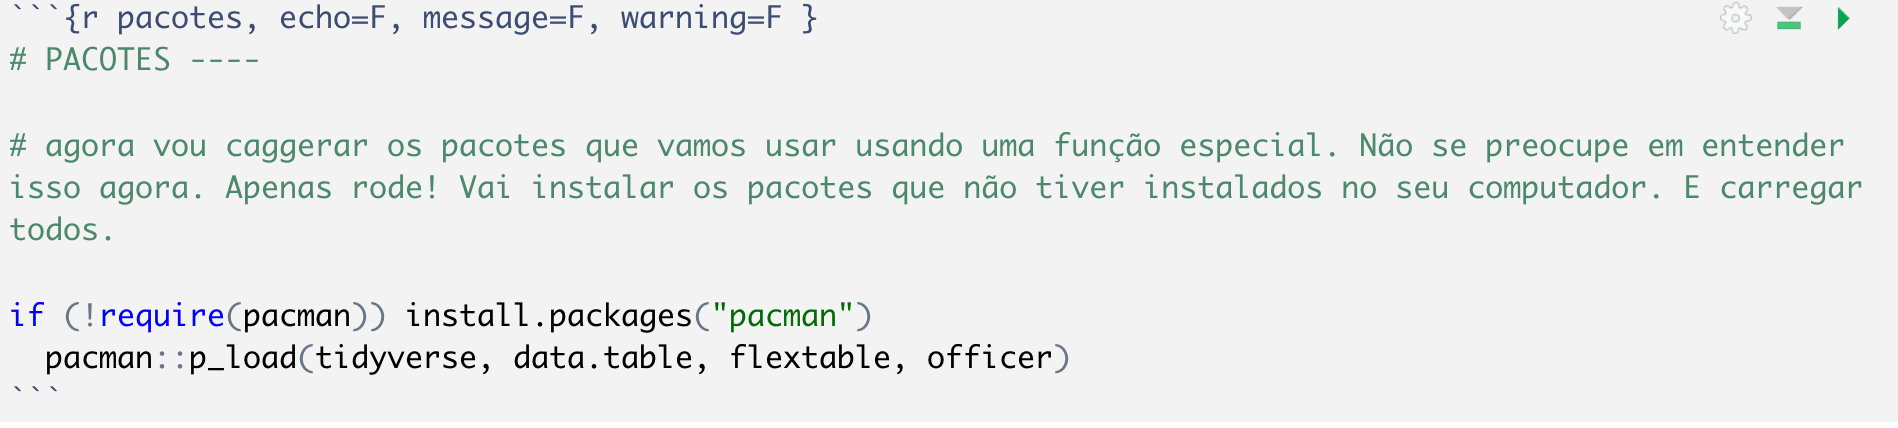 ```{r pacotes, echo=F, message=F, warning=F }
# PACOTES ----
# agora vou caggerar os pacotes que vamos usar usando uma função especial. Não se preocupe em entender
isso agora. Apenas rode! Vai instalar os pacotes que não tiver instalados no seu computador. E carregar
todos.
if (!require(pacman)) install.packages("pacman")
  pacman::p_load(tidyverse, data.table, flextable, officer)
```